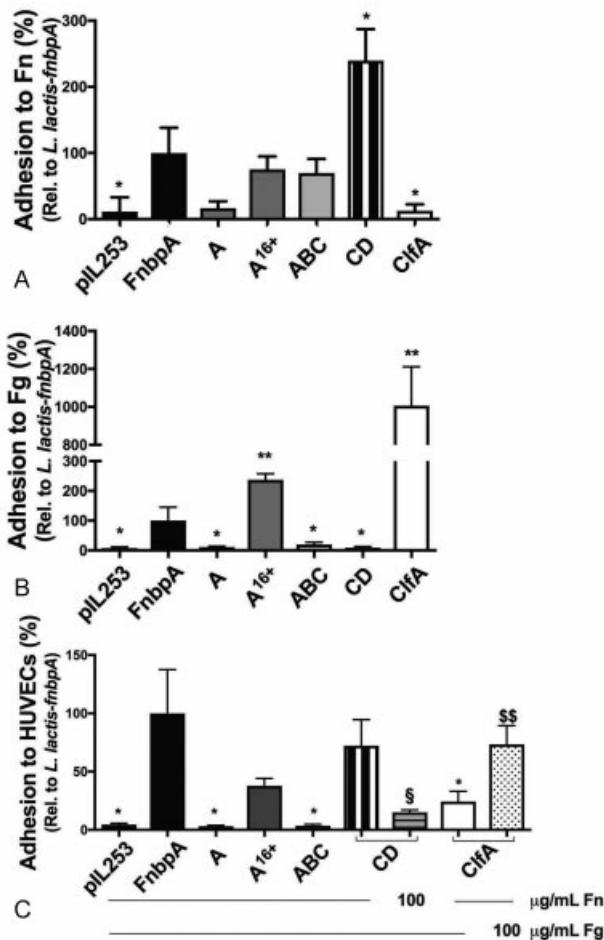 Adhesion to Fn (%)
(Rel. to L. lactis-fnbpA)
300
200
100
0
*
*
*
pIL253
FnbpA
A
A16+
ABC
CD
ClfA
A
Adhesion to Fg (%)
(Rel. to L. lactis-fnbpA)
1400
1200
1000
800
300
200
100
0
*
*
**
*
*
**
pIL253
FnbpA
A
A16+
ABC
CD
ClfA
B
Adhesion to HUVECs (%)
(Rel. to L. lactis-fnbpA)
150
100
50
0
*
*
*
§
*
$$
pIL253
FnbpA
A
A16+
ABC
CD
ClfA
100 µg/mL Fn
C
100 µg/mL Fg